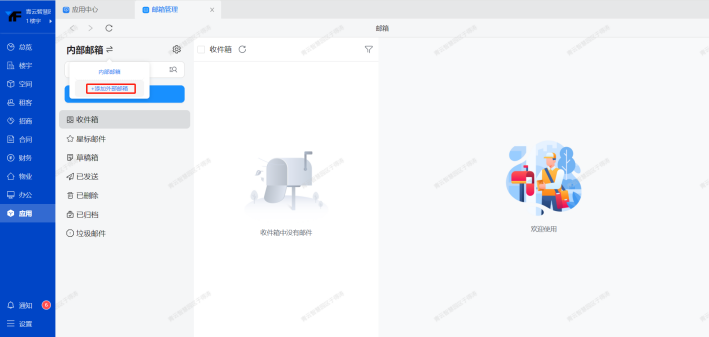 应用中心
邮箱管理
1楼宇
邮箱
总览
楼宇
空间
租客
招商
合同
财务
物业
办公
应用
通知
6
设置
内部邮箱
内部邮箱
+添加外部邮箱
收件箱
星标邮件
草稿箱
已发送
已删除
已归档
垃圾邮件
收件箱
收件箱中没有邮件
欢迎使用